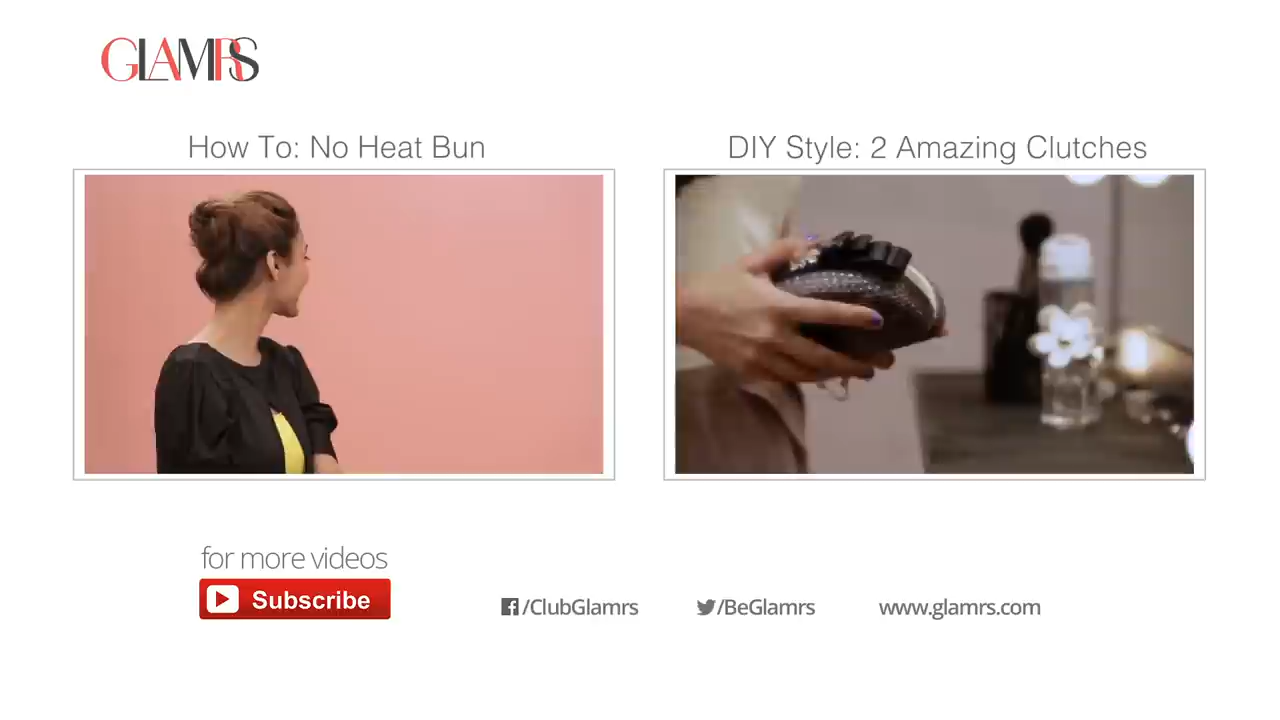 GLAMRS
How To: No Heat Bun
DIY Style: 2 Amazing Clutches
for more videos
Subscribe
/ClubGlamrs
/BeGlamrs
www.glamrs.com